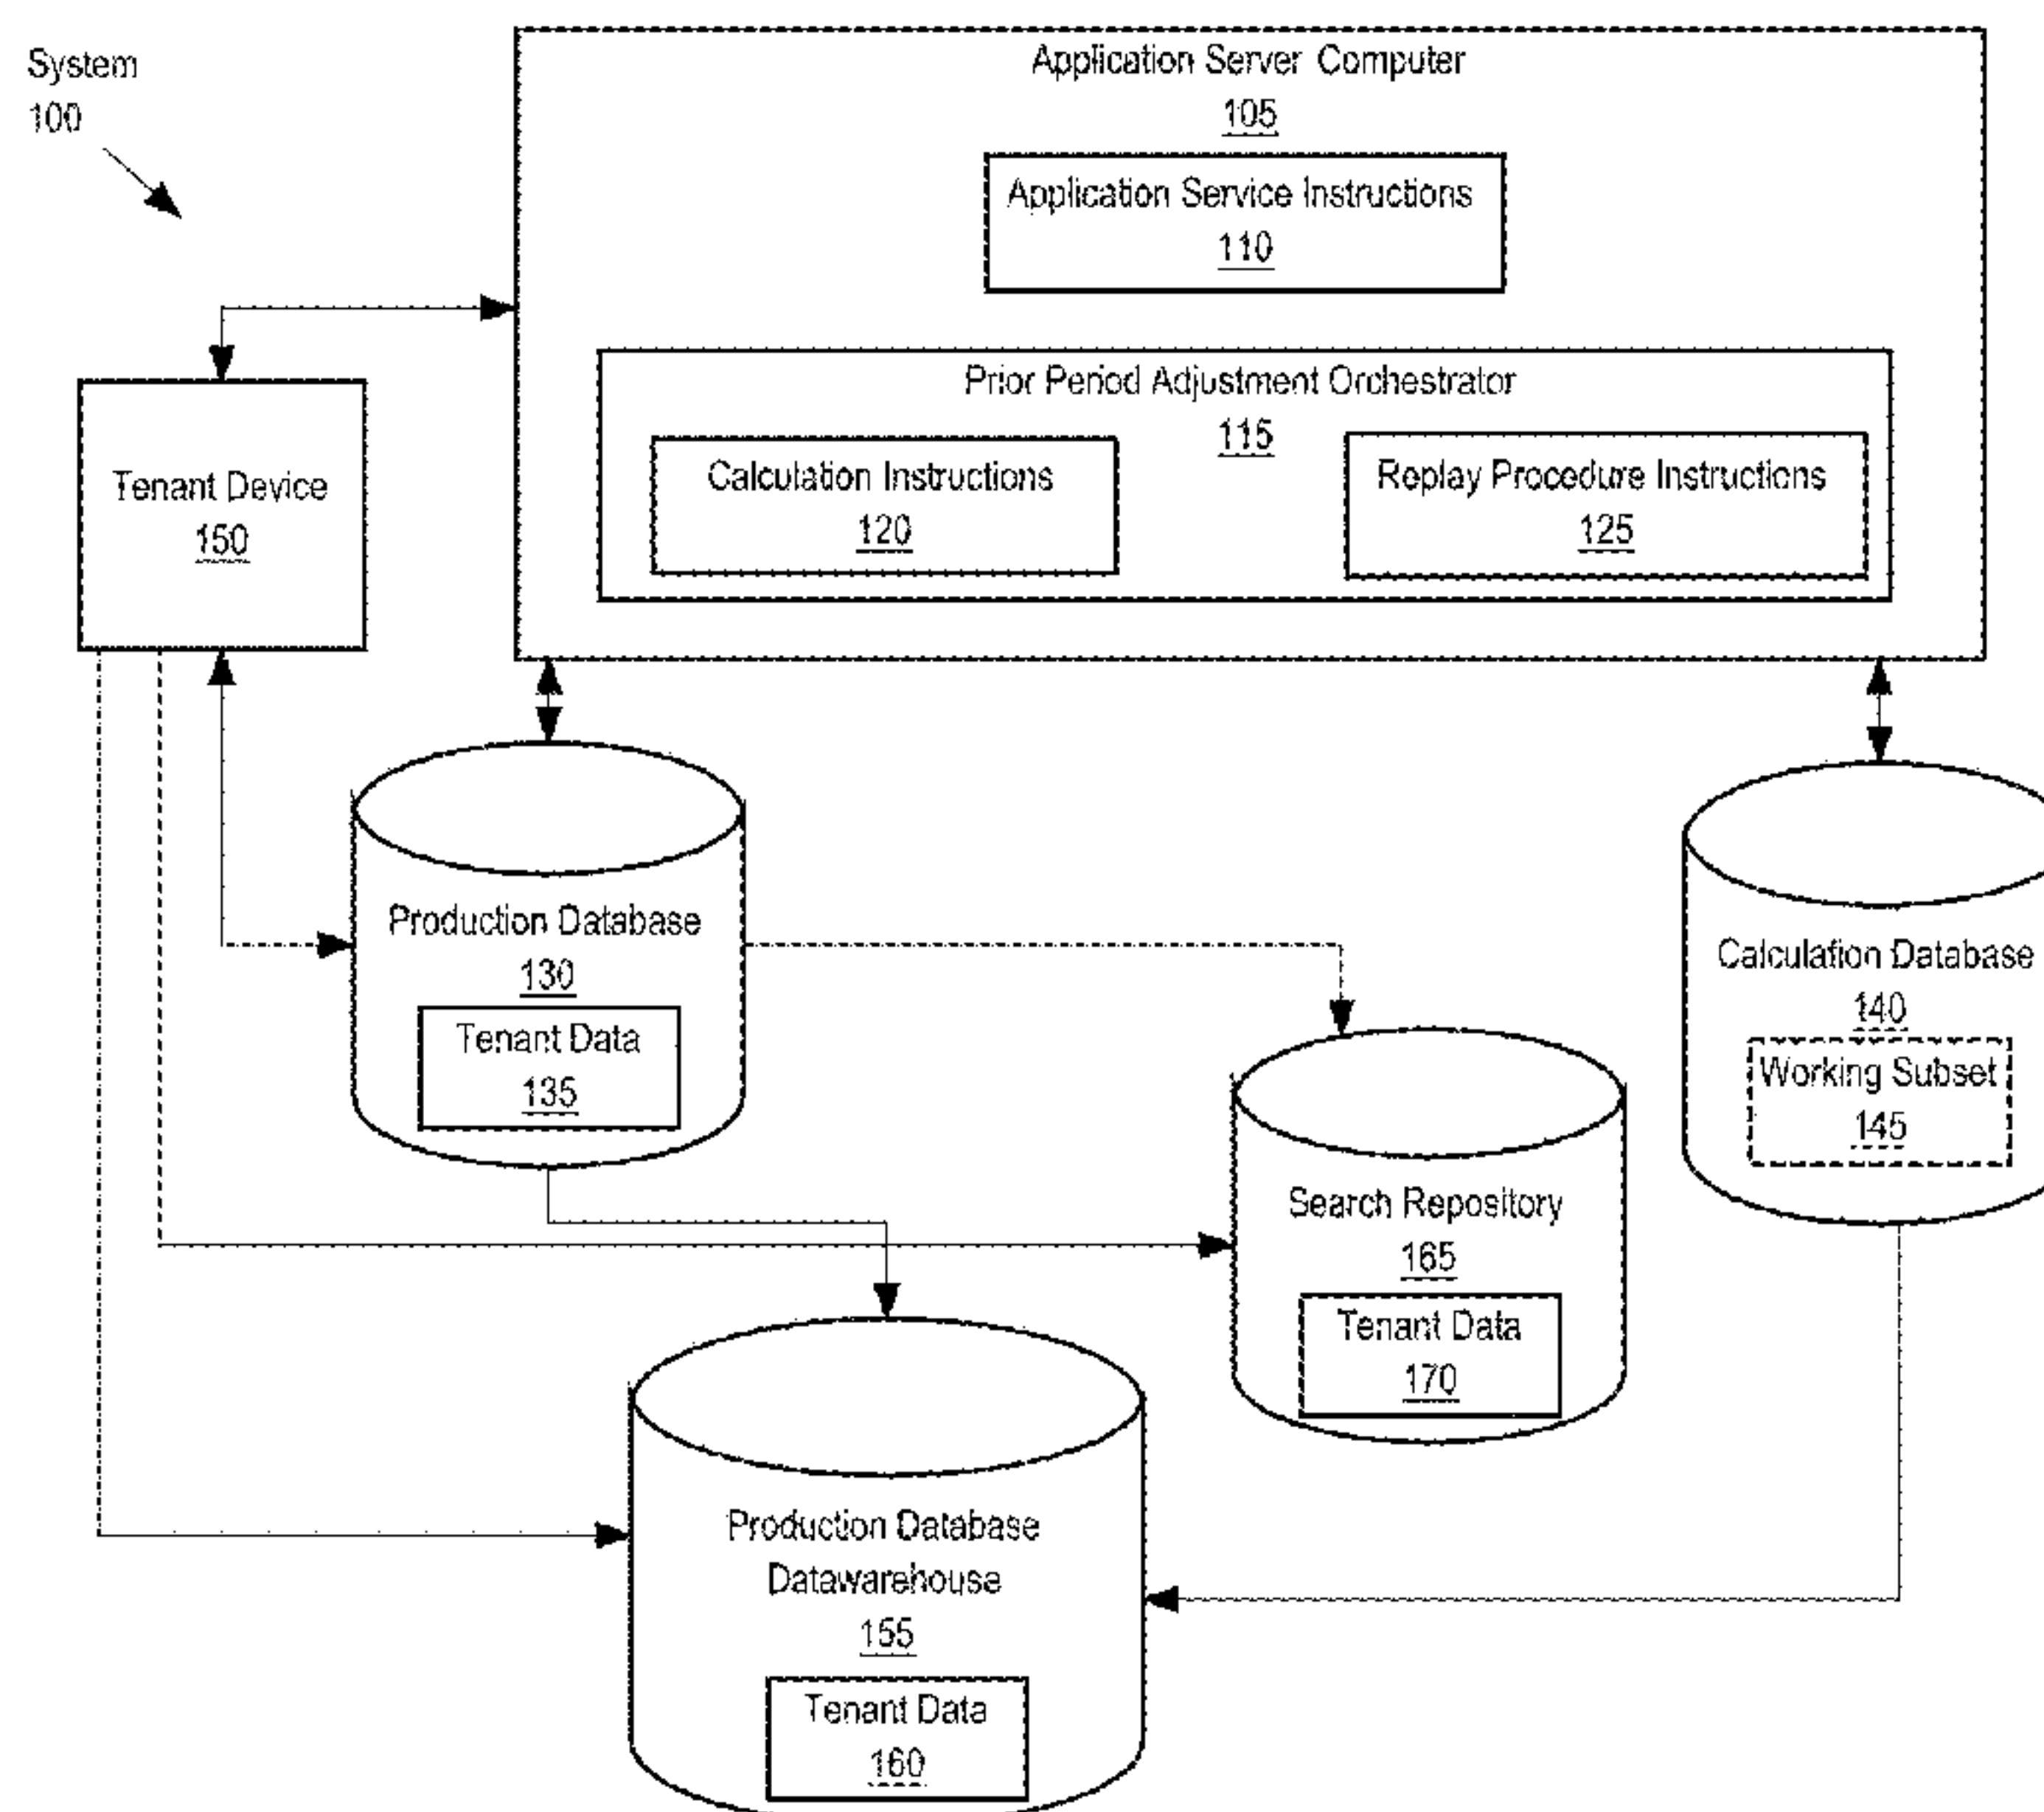 System
100
Application Server Computer
105
Application Service Instructions
110
Prior Period Adjustment Orchestrator
115
Calculation Instructions
120
Replay Procedure Instructions
125
Tenant Device
150
Production Database
130
Tenant Data
135
Calculation Database
140
Working Subset
145
Search Repository
165
Tenant Data
170
Production Database
Datawarehouse
155
Tenant Data
160